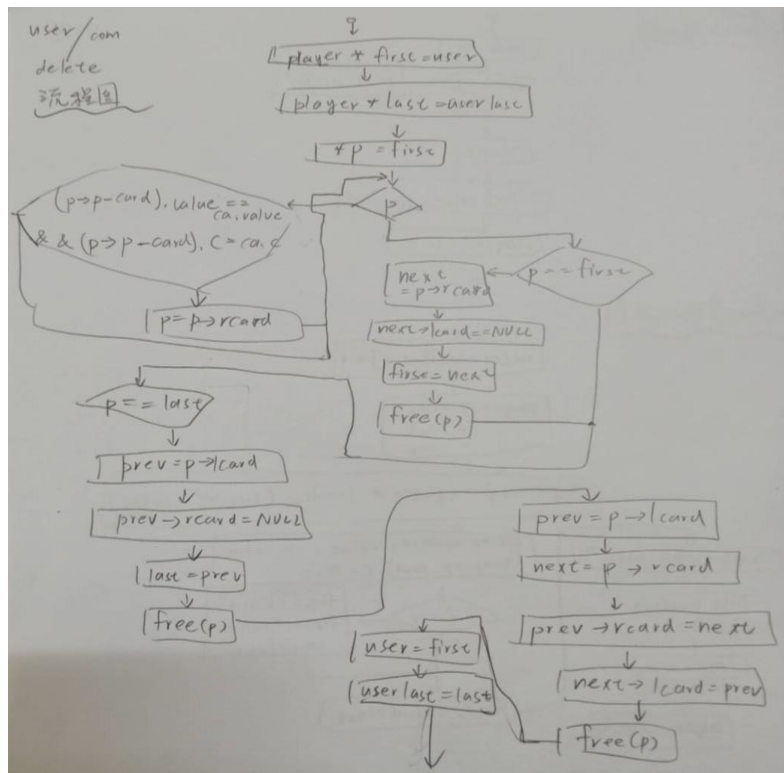 user/com
delete
流程图
player * first = user
player * last = userlast
*p = first
p
(p→p-card).value ==
ca.value
&& (p→p-card).c = ca.c
p = p→rcard
p == first
next
= p→rcard
next→lcard==NULL
first = next
free(p)
p == last
prev = p→lcard
prev→rcard = NULL
last = prev
free(p)
prev = p→lcard
next = p→rcard
prev→rcard = next
next→lcard = prev
free(p)
user = first
userlast = last